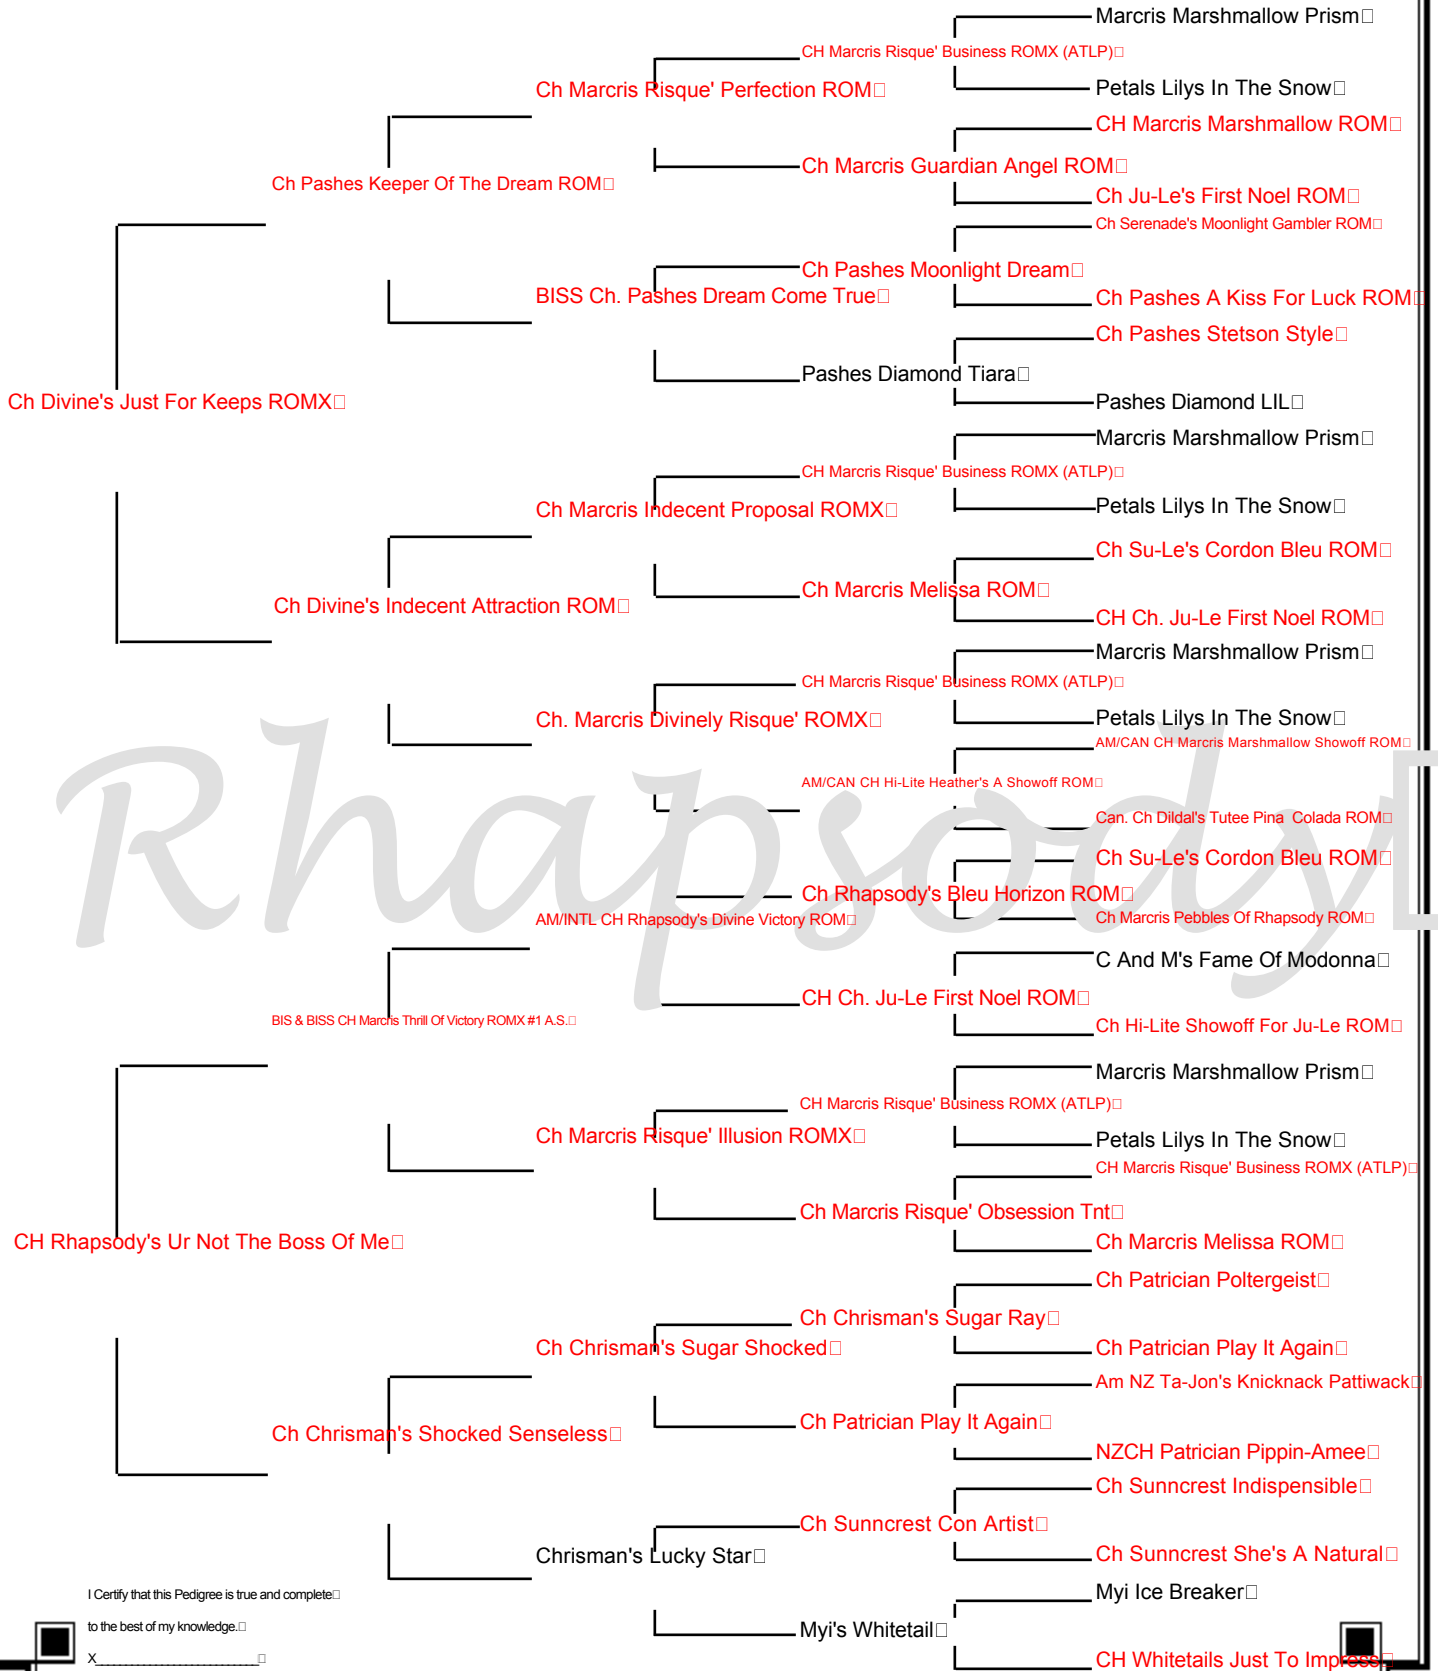 Marcris Marshmallow Prism
CH Marcris Risque' Business ROMX (ATLP)
Ch Marcris Risque' Perfection ROM
Petals Lilys In The Snow
CH Marcris Marshmallow ROM
Ch Marcris Guardian Angel ROM
Ch Pashes Keeper Of The Dream ROM
Ch Ju-Le's First Noel ROM
Ch Serenade's Moonlight Gambler ROM
Ch Pashes Moonlight Dream
BISS Ch. Pashes Dream Come True
Ch Pashes A Kiss For Luck ROM
Ch Pashes Stetson Style
Pashes Diamond Tiara
Ch Divine's Just For Keeps ROMX
Pashes Diamond LIL
Marcris Marshmallow Prism
CH Marcris Risque' Business ROMX (ATLP)
Ch Marcris Indecent Proposal ROMX
Petals Lilys In The Snow
Ch Su-Le's Cordon Bleu ROM
Ch Marcris Melissa ROM
Ch Divine's Indecent Attraction ROM
CH Ch. Ju-Le First Noel ROM
Marcris Marshmallow Prism
CH Marcris Risque' Business ROMX (ATLP)
Ch. Marcris Divinely Risque' ROMX
Petals Lilys In The Snow
AM/CAN CH Marcris Marshmallow Showoff ROM
AM/CAN CH Hi-Lite Heather's A Showoff ROM
Can. Ch Dildal's Tutee Pina Colada ROM
Rhapsody
Ch Su-Le's Cordon Bleu ROM
Ch Rhapsody's Bleu Horizon ROM
AM/INTL CH Rhapsody's Divine Victory ROM
Ch Marcris Pebbles Of Rhapsody ROM
C And M's Fame Of Modonna
CH Ch. Ju-Le First Noel ROM
BIS & BISS CH Marcris Thrill Of Victory ROMX #1 A.S.
Ch Hi-Lite Showoff For Ju-Le ROM
Marcris Marshmallow Prism
CH Marcris Risque' Business ROMX (ATLP)
Ch Marcris Risque' Illusion ROMX
Petals Lilys In The Snow
CH Marcris Risque' Business ROMX (ATLP)
Ch Marcris Risque' Obsession Tnt
CH Rhapsody's Ur Not The Boss Of Me
Ch Marcris Melissa ROM
Ch Patrician Poltergeist
Ch Chrisman's Sugar Ray
Ch Chrisman's Sugar Shocked
Ch Patrician Play It Again
Am NZ Ta-Jon's Knicknack Pattiwack
Ch Patrician Play It Again
Ch Chrisman's Shocked Senseless
NZCH Patrician Pippin-Amee
Ch Sunncrest Indispensible
Ch Sunncrest Con Artist
Chrisman's Lucky Star
Ch Sunncrest She's A Natural
Myi Ice Breaker
I Certify that this Pedigree is true and complete
to the best of my knowledge.
Myi's Whitetail
X___________________________
CH Whitetails Just To Impress